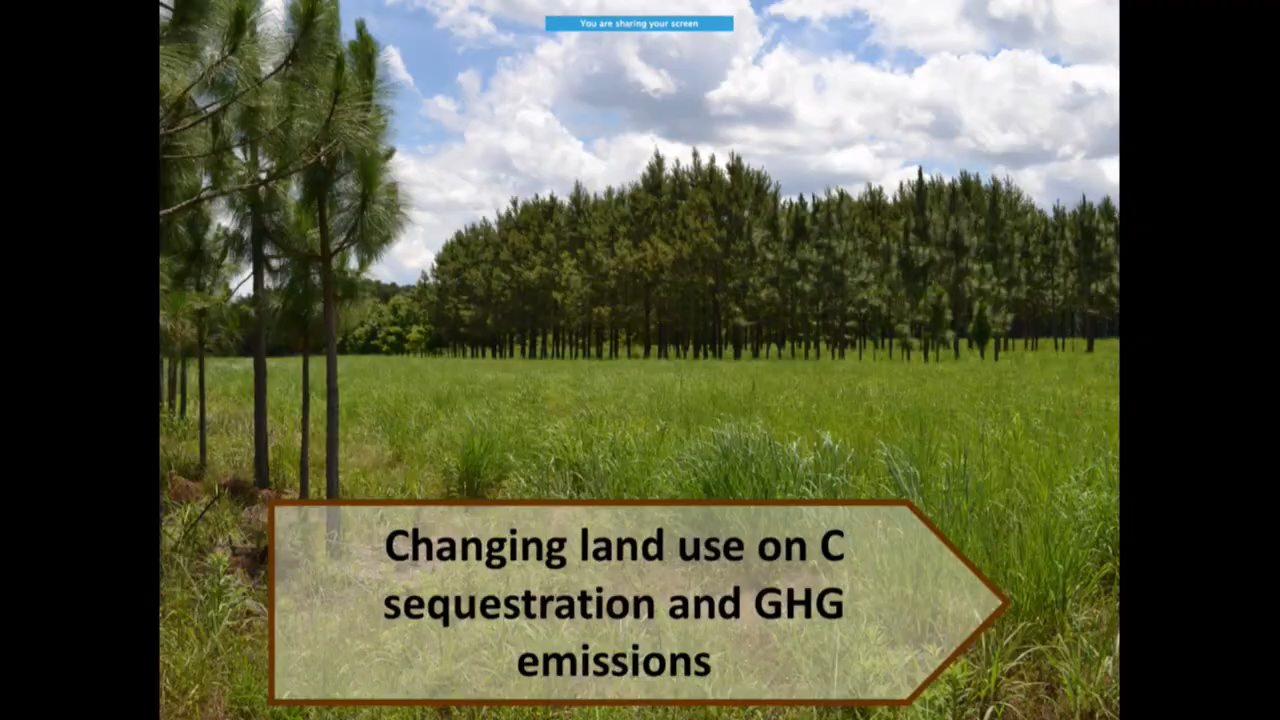 You are sharing your screen
Changing land use on C
sequestration and GHG
emissions